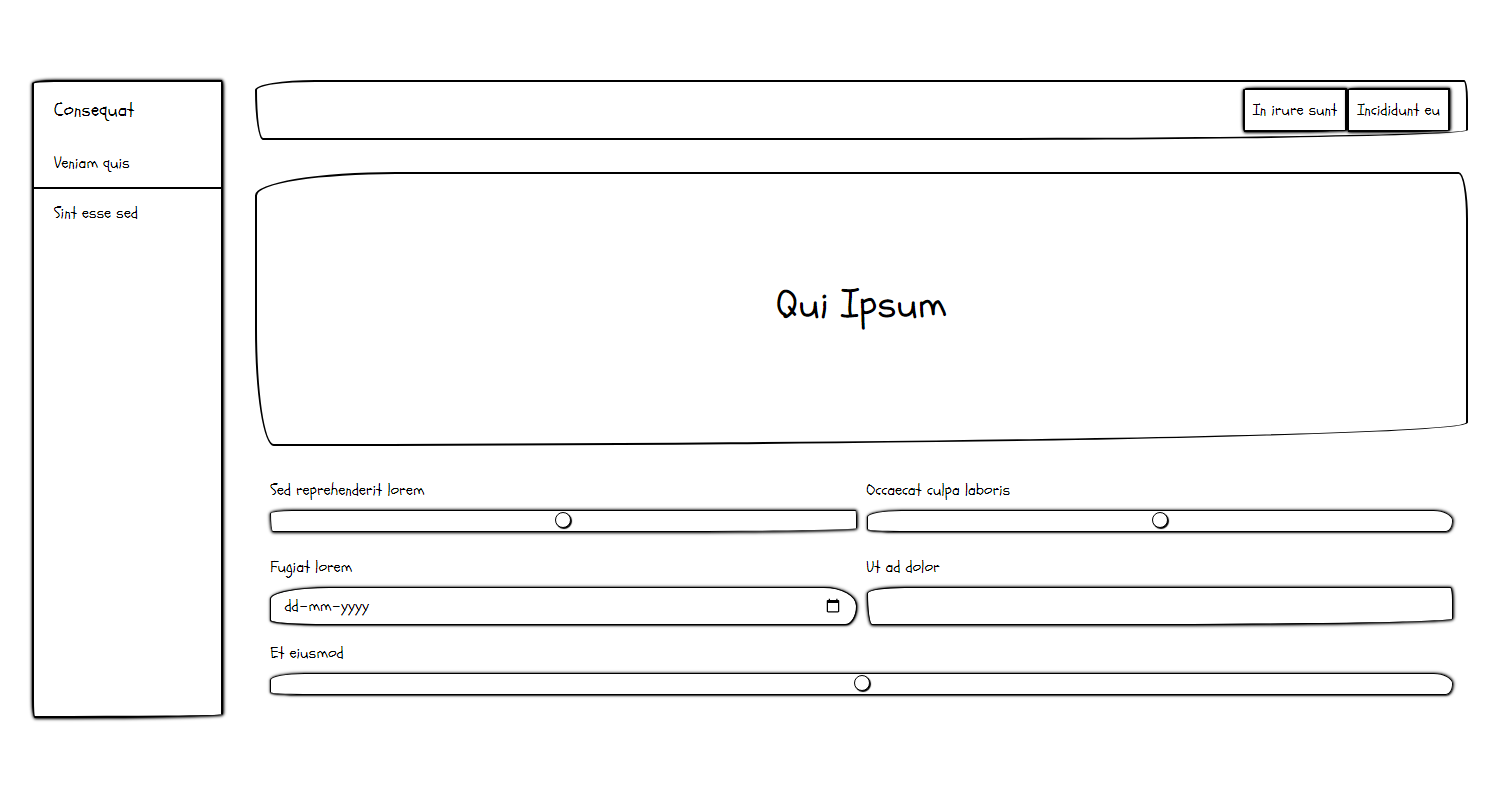 Consequat
Veniam quis
Sint esse sed
In irure sunt
Incididunt eu
Qui Ipsum
Sed reprehenderit lorem
Occaecat culpa laboris
Fugiat lorem
Ut ad dolor
dd-mm-yyyy
Et eiusmod